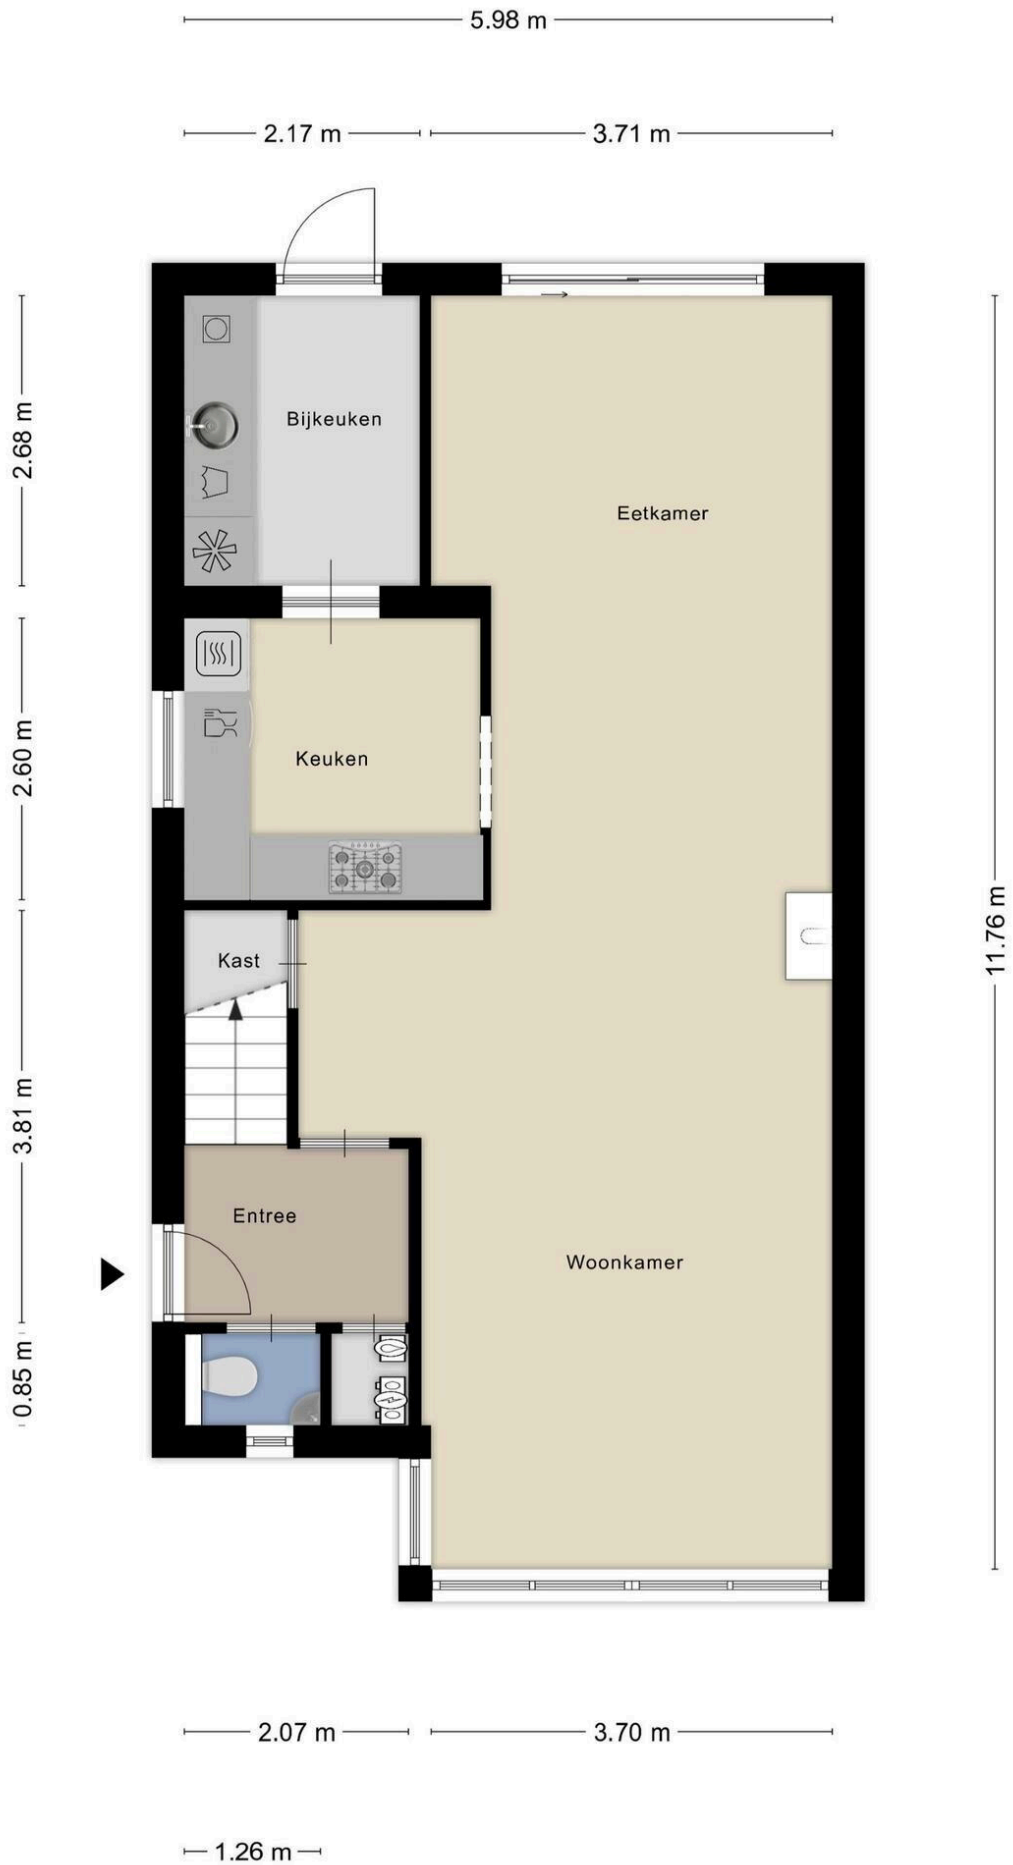 5.98 m
2.17 m
3.71 m
2.68 m
Bijkeuken
Eetkamer
2.60 m
Keuken
11.76 m
Kast
3.81 m
Entree
Woonkamer
0.85 m
2.07 m
3.70 m
1.26 m